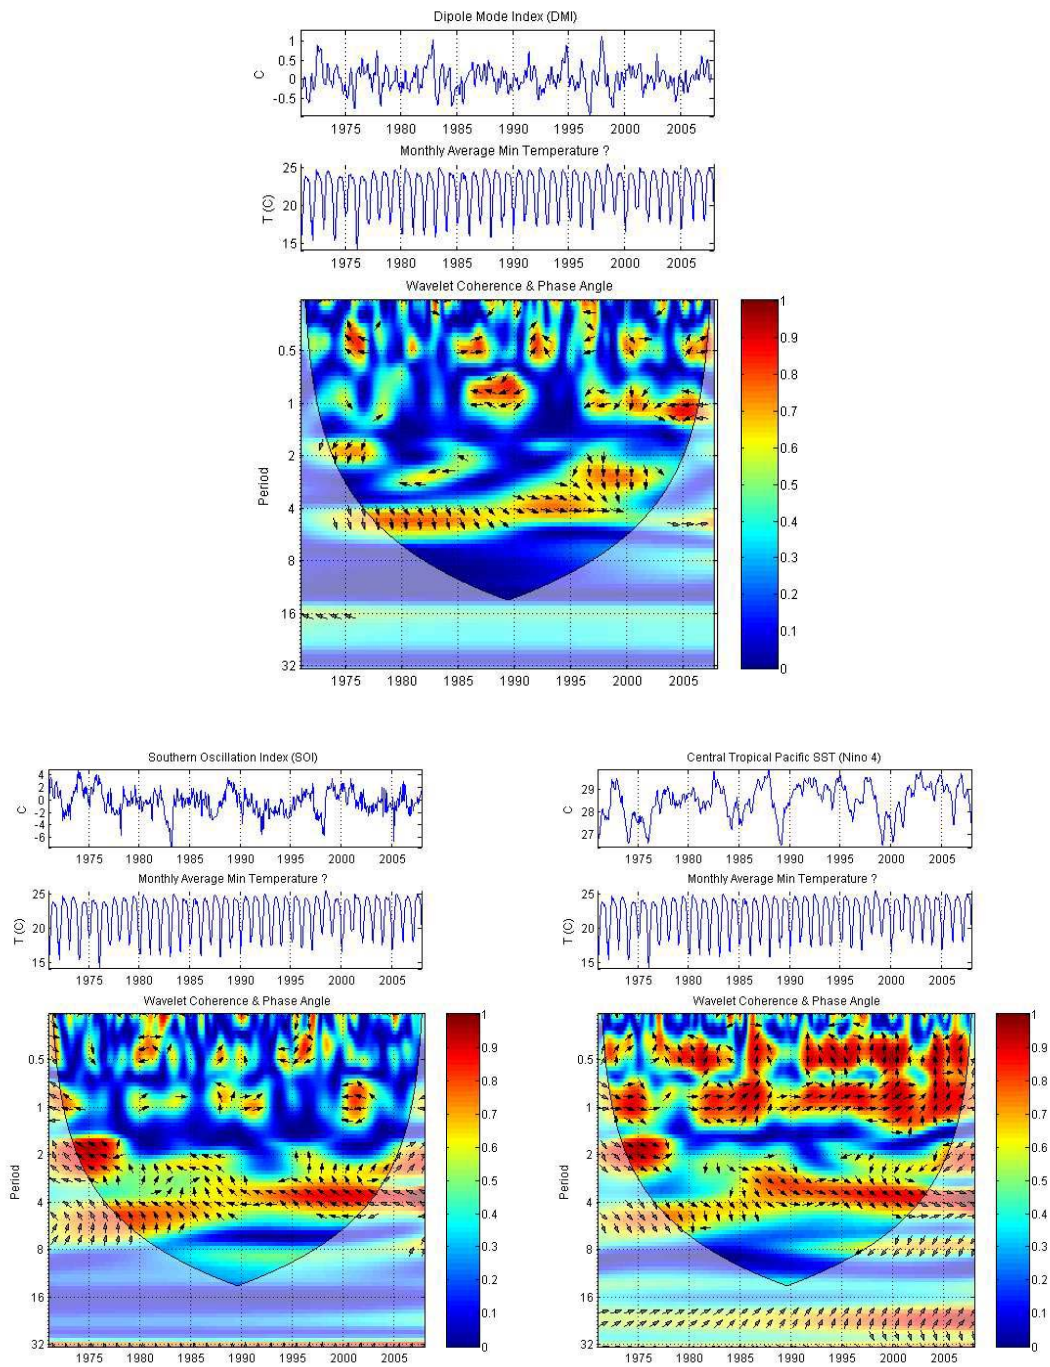 Dipole Mode Index (DMI)
C
1
0.5
0
-0.5
1975 1980 1985 1990 1995 2000 2005
Monthly Average Min Temperature ?
T (C)
25
20
15
1975 1980 1985 1990 1995 2000 2005
Wavelet Coherence & Phase Angle
Period
0.5
1
2
4
8
16
32
1975 1980 1985 1990 1995 2000 2005
1
0.9
0.8
0.7
0.6
0.5
0.4
0.3
0.2
0.1
0
Southern Oscillation Index (SOI)
C
4
2
0
-2
-4
-6
1975 1980 1985 1990 1995 2000 2005
Monthly Average Min Temperature ?
T (C)
25
20
15
1975 1980 1985 1990 1995 2000 2005
Wavelet Coherence & Phase Angle
Period
0.5
1
2
4
8
16
32
1975 1980 1985 1990 1995 2000 2005
1
0.9
0.8
0.7
0.6
0.5
0.4
0.3
0.2
0.1
0
Central Tropical Pacific SST (Nino 4)
C
29
28
27
1975 1980 1985 1990 1995 2000 2005
Monthly Average Min Temperature ?
T (C)
25
20
15
1975 1980 1985 1990 1995 2000 2005
Wavelet Coherence & Phase Angle
Period
0.5
1
2
4
8
16
32
1975 1980 1985 1990 1995 2000 2005
1
0.9
0.8
0.7
0.6
0.5
0.4
0.3
0.2
0.1
0